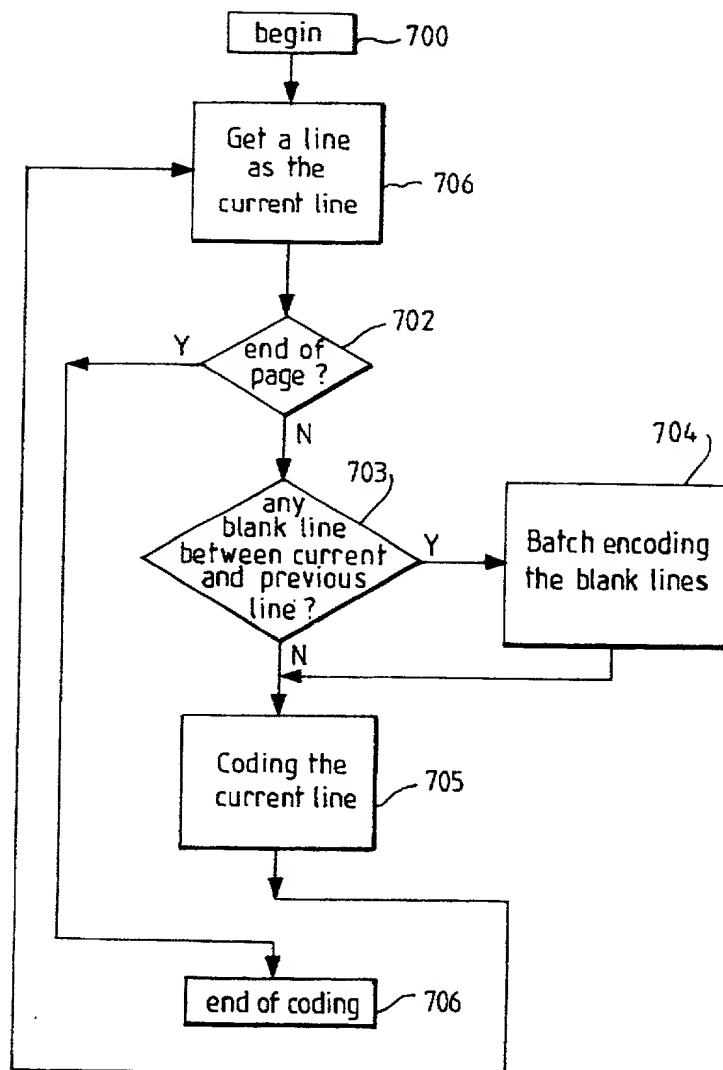 begin
700
Get a line
as the
current line
706
702
Y
end of
page ?
N
704
703
any
blank line
between current
and previous
line ?
Y
Batch encoding
the blank lines
N
Coding the
current line
705
end of coding
706